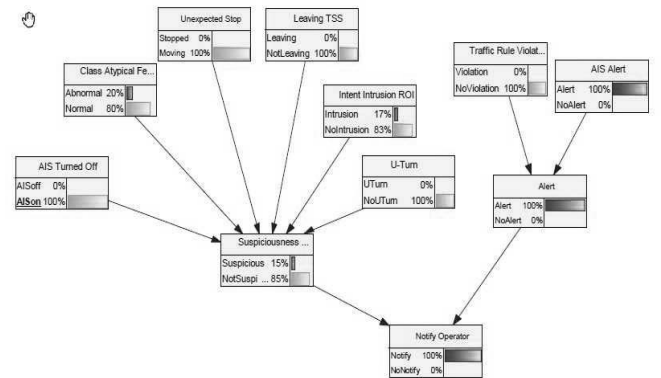 Unexpected Stop
Stopped 0%
Moving 100%
Leaving TSS
Leaving 0%
NotLeaving 100%
Traffic Rule Violat...
Violation 0%
NoViolation 100%
AIS Alert
Alert 100%
NoAlert 0%
Class Atypical Fe...
Abnormal 20%
Normal 80%
Intent Intrusion ROI
Intrusion 17%
NoIntrusion 83%
AIS Turned Off
AISoff 0%
AISon 100%
U-Turn
UTurn 0%
NoUTurn 100%
Alert
Alert 100%
NoAlert 0%
Suspiciousness ...
Suspicious 15%
NotSuspi ... 85%
Notify Operator
Notify 100%
NoNotify 0%